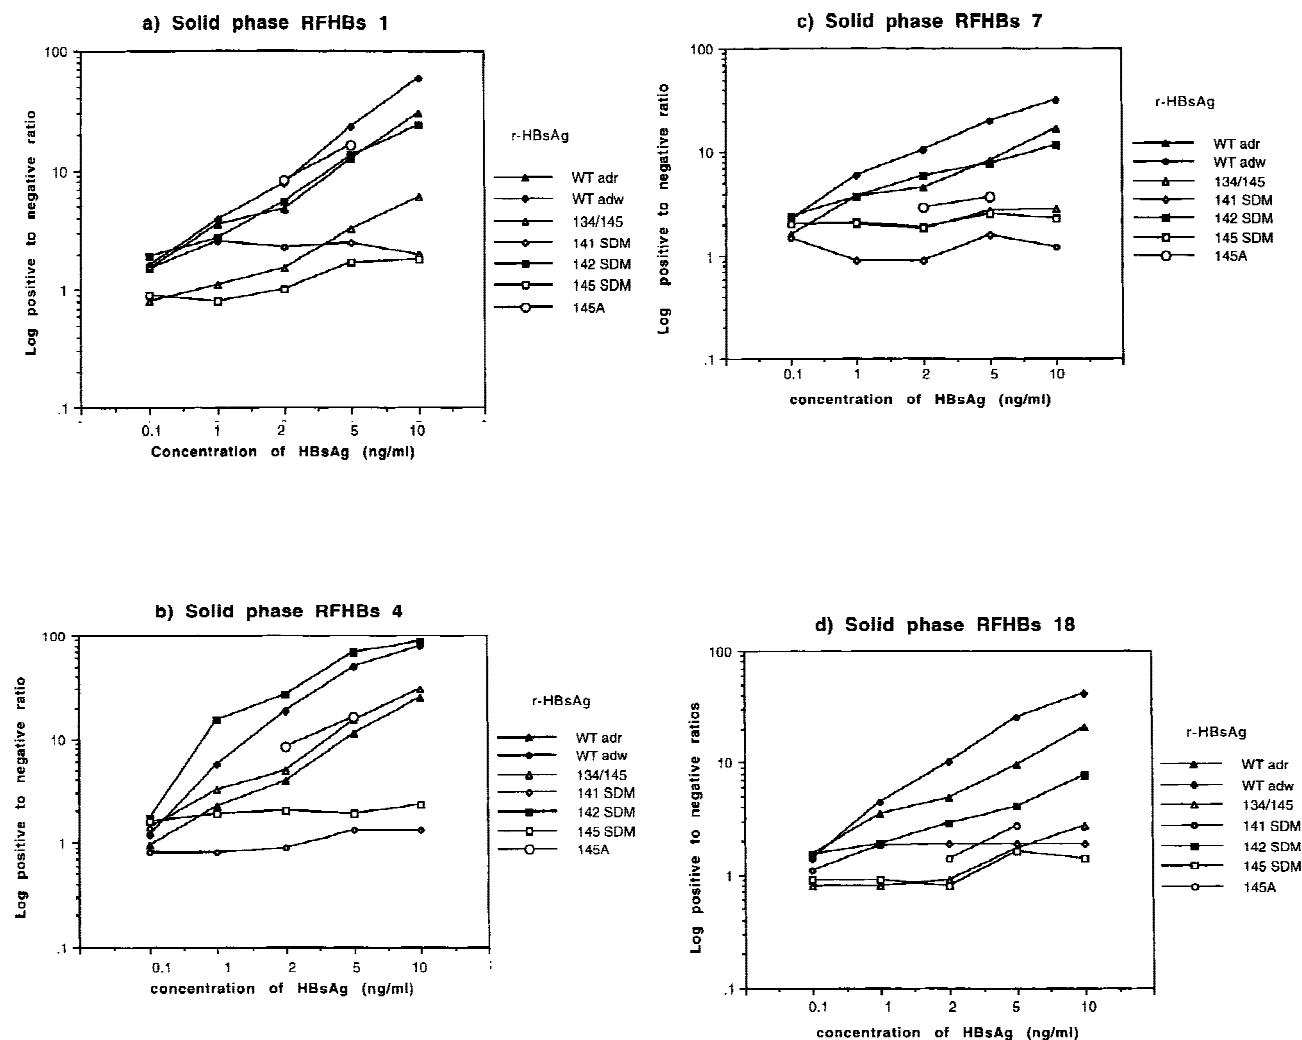 a) Solid phase RFHBs 1
100
10
1
.1
Log positive to negative ratio
0.1 1 2 5 10
Concentration of HBsAg (ng/ml)
r-HBsAg
WT adr
WT adw
134/145
141 SDM
142 SDM
145 SDM
145A
c) Solid phase RFHBs 7
100
10
1
.1
Log positive to negative ratio
0.1 1 2 5 10
concentration of HBsAg (ng/ml)
r-HBsAg
WT adr
WT adw
134/145
141 SDM
142 SDM
145 SDM
145A
b) Solid phase RFHBs 4
100
10
1
.1
Log positive to negative ratio
0.1 1 2 5 10
concentration of HBsAg (ng/ml)
r-HBsAg
WT adr
WT adw
134/145
141 SDM
142 SDM
145 SDM
145A
d) Solid phase RFHBs 18
100
10
1
.1
Log positive to negative ratios
0.1 1 2 5 10
concentration of HBsAg (ng/ml)
r-HBsAg
WT adr
WT adw
134/145
141 SDM
142 SDM
145 SDM
145A